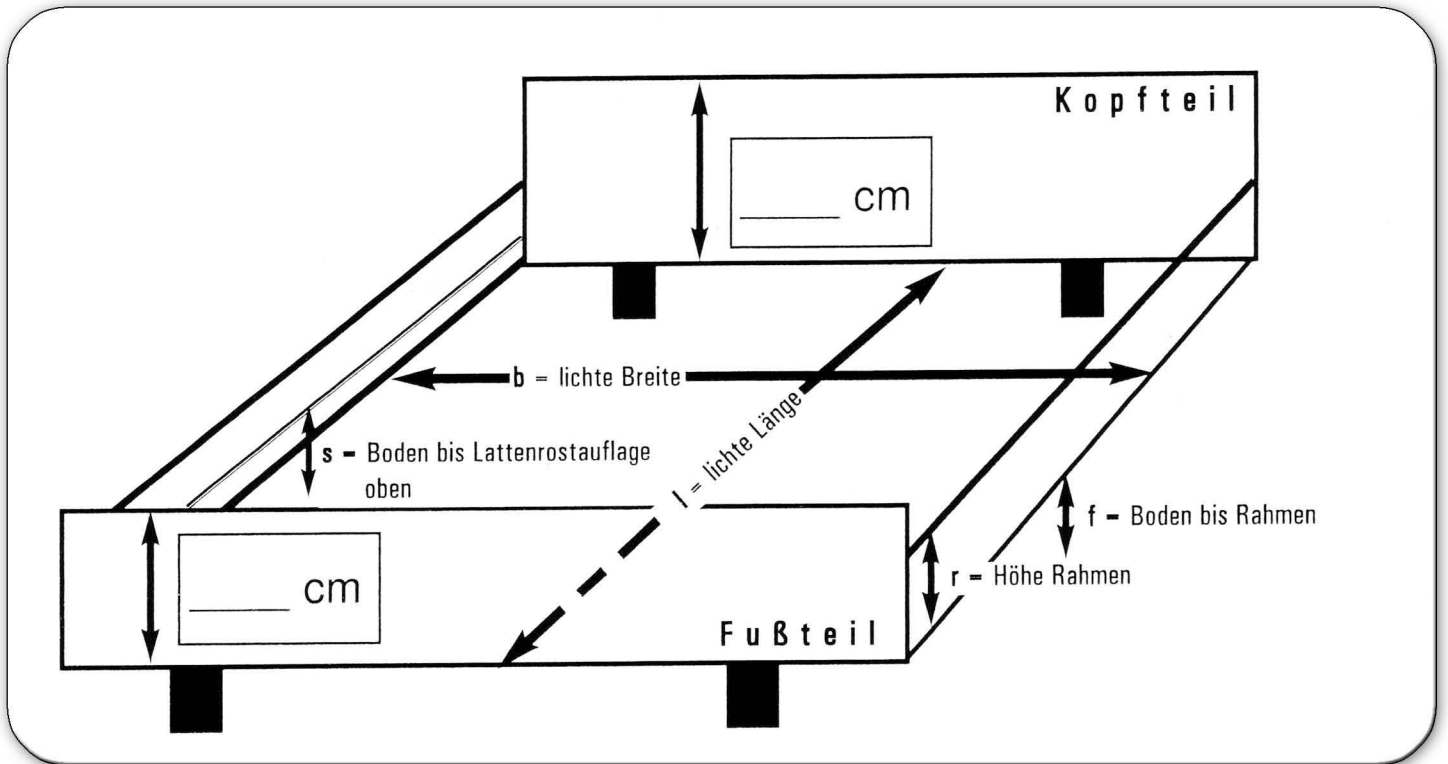 Kopfteil
_____ cm
b = lichte Breite
l = lichte Länge
s = Boden bis Lattenrostauflage
oben
f = Boden bis Rahmen
r = Höhe Rahmen
_____ cm
Fußteil